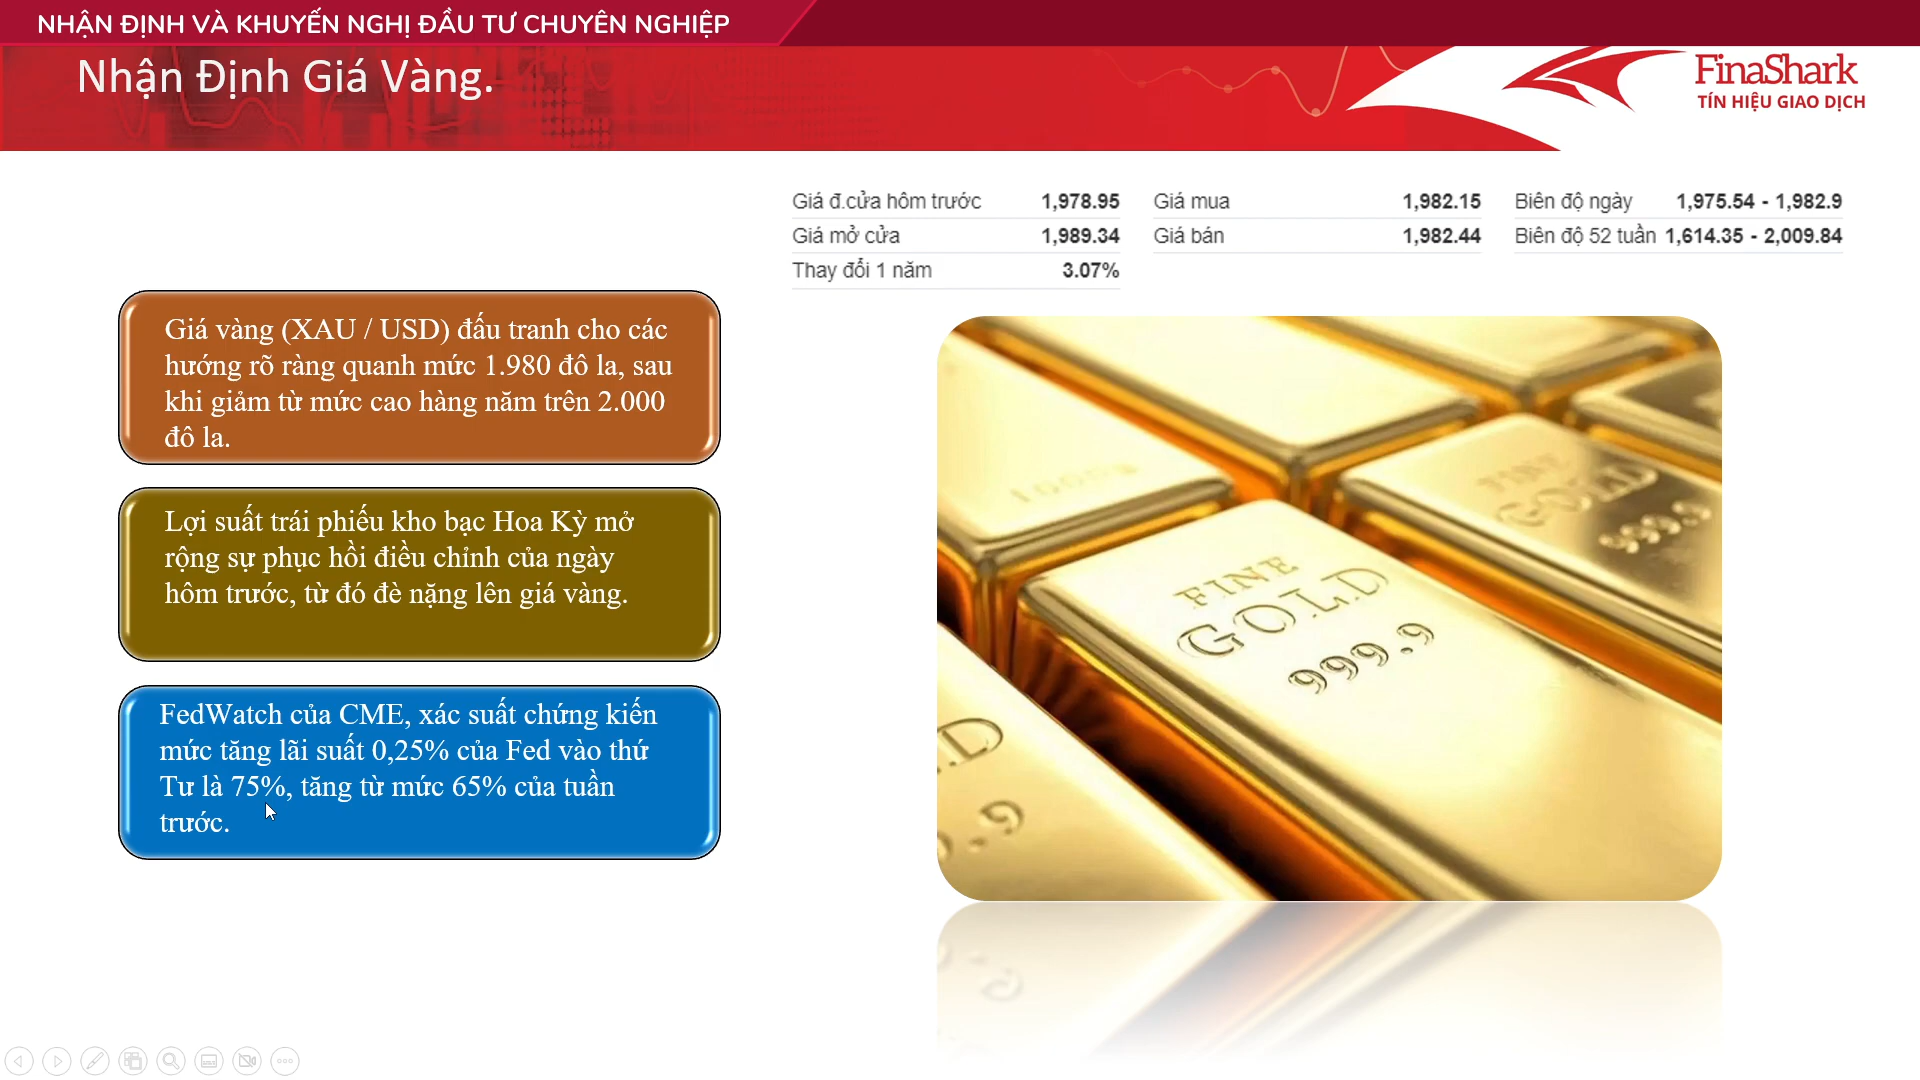 NHẬN ĐỊNH VÀ KHUYẾN NGHỊ ĐẦU TƯ CHUYÊN NGHIỆP
Nhận Định Giá Vàng.
FinaShark
TÍN HIỆU GIAO DỊCH
Giá đ.cửa hôm trước 1,978.95
Giá mua 1,982.15
Biên độ ngày 1,975.54 - 1,982.9
Giá mở cửa 1,989.34
Giá bán 1,982.44
Biên độ 52 tuần 1,614.35 - 2,009.84
Thay đổi 1 năm 3.07%
Giá vàng (XAU / USD) đấu tranh cho các
hướng rõ ràng quanh mức 1.980 đô la, sau
khi giảm từ mức cao hàng năm trên 2.000
đô la.
Lợi suất trái phiếu kho bạc Hoa Kỳ mở
rộng sự phục hồi điều chỉnh của ngày
hôm trước, từ đó đè nặng lên giá vàng.
FedWatch của CME, xác suất chứng kiến
mức tăng lãi suất 0,25% của Fed vào thứ
Tư là 75%, tăng từ mức 65% của tuần
trước.
1000g
FINE
GOLD
999.9
FINE
GOLD
999.9
LD
9.9